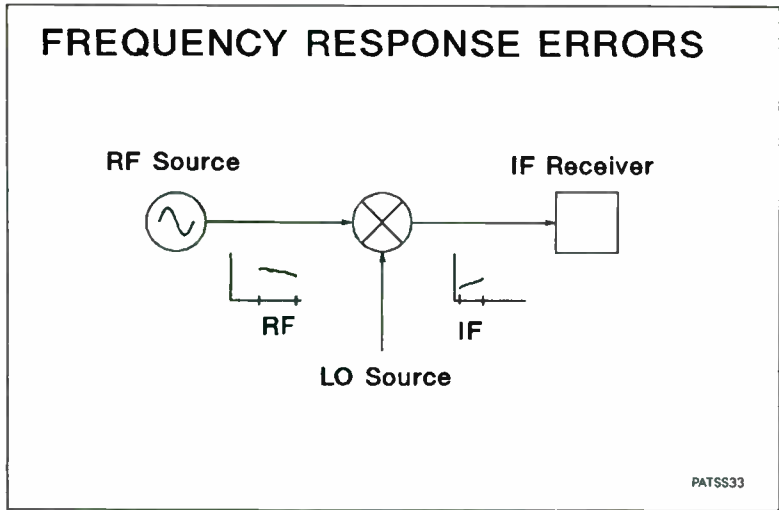 FREQUENCY RESPONSE ERRORS
RF Source
IF Receiver
RF
IF
LO Source
PATSS33